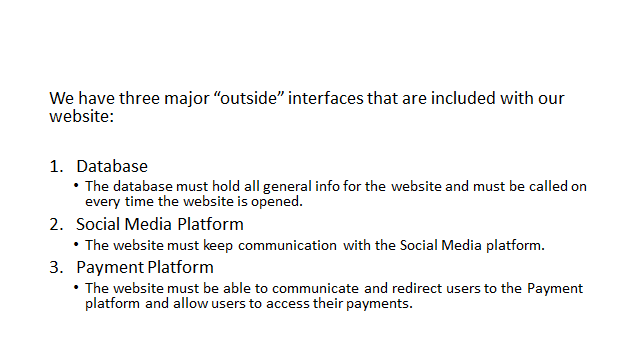 We have three major “outside” interfaces that are included with our
website:
1. Database
• The database must hold all general info for the website and must be called on
every time the website is opened.
2. Social Media Platform
• The website must keep communication with the Social Media platform.
3. Payment Platform
• The website must be able to communicate and redirect users to the Payment
platform and allow users to access their payments.